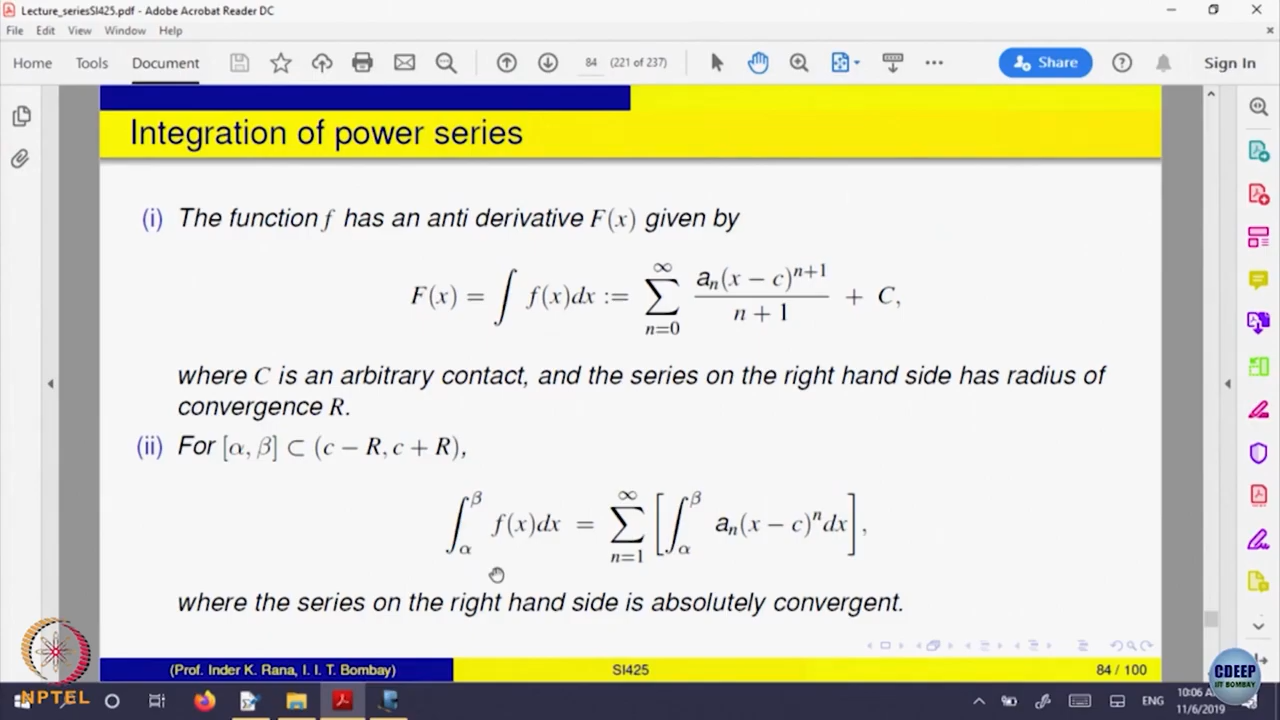 Lecture_seriesSI425.pdf - Adobe Acrobat Reader DC
File Edit View Window Help
Home Tools Document 84 (221 of 237) Share Sign In
Integration of power series
(i) The function f has an anti derivative F(x) given by
F(x) = ∫ f(x)dx := ∑_{n=0}^{∞} \frac{a_n(x − c)^{n+1}}{n + 1} + C,
where C is an arbitrary contact, and the series on the right hand side has radius of
convergence R.
(ii) For [α, β] ⊂ (c − R, c + R),
∫_α^β f(x)dx = ∑_{n=1}^{∞} [∫_α^β a_n(x − c)^n dx],
where the series on the right hand side is absolutely convergent.
(Prof. Inder K. Rana, I. I. T. Bombay) SI425 84 / 100
NPTEL
CDEEP
IIT BOMBAY
ENG
10:06 A
11/6/2019